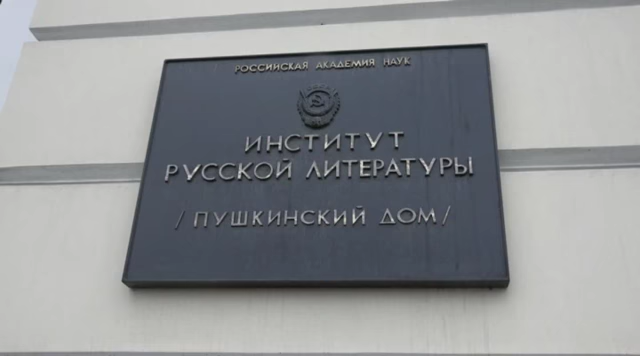 РОССИЙСКАЯ АКАДЕМИЯ НАУК
ИНСТИТУТ
РУССКОЙ ЛИТЕРАТУРЫ
/ПУШКИНСКИЙ ДОМ/